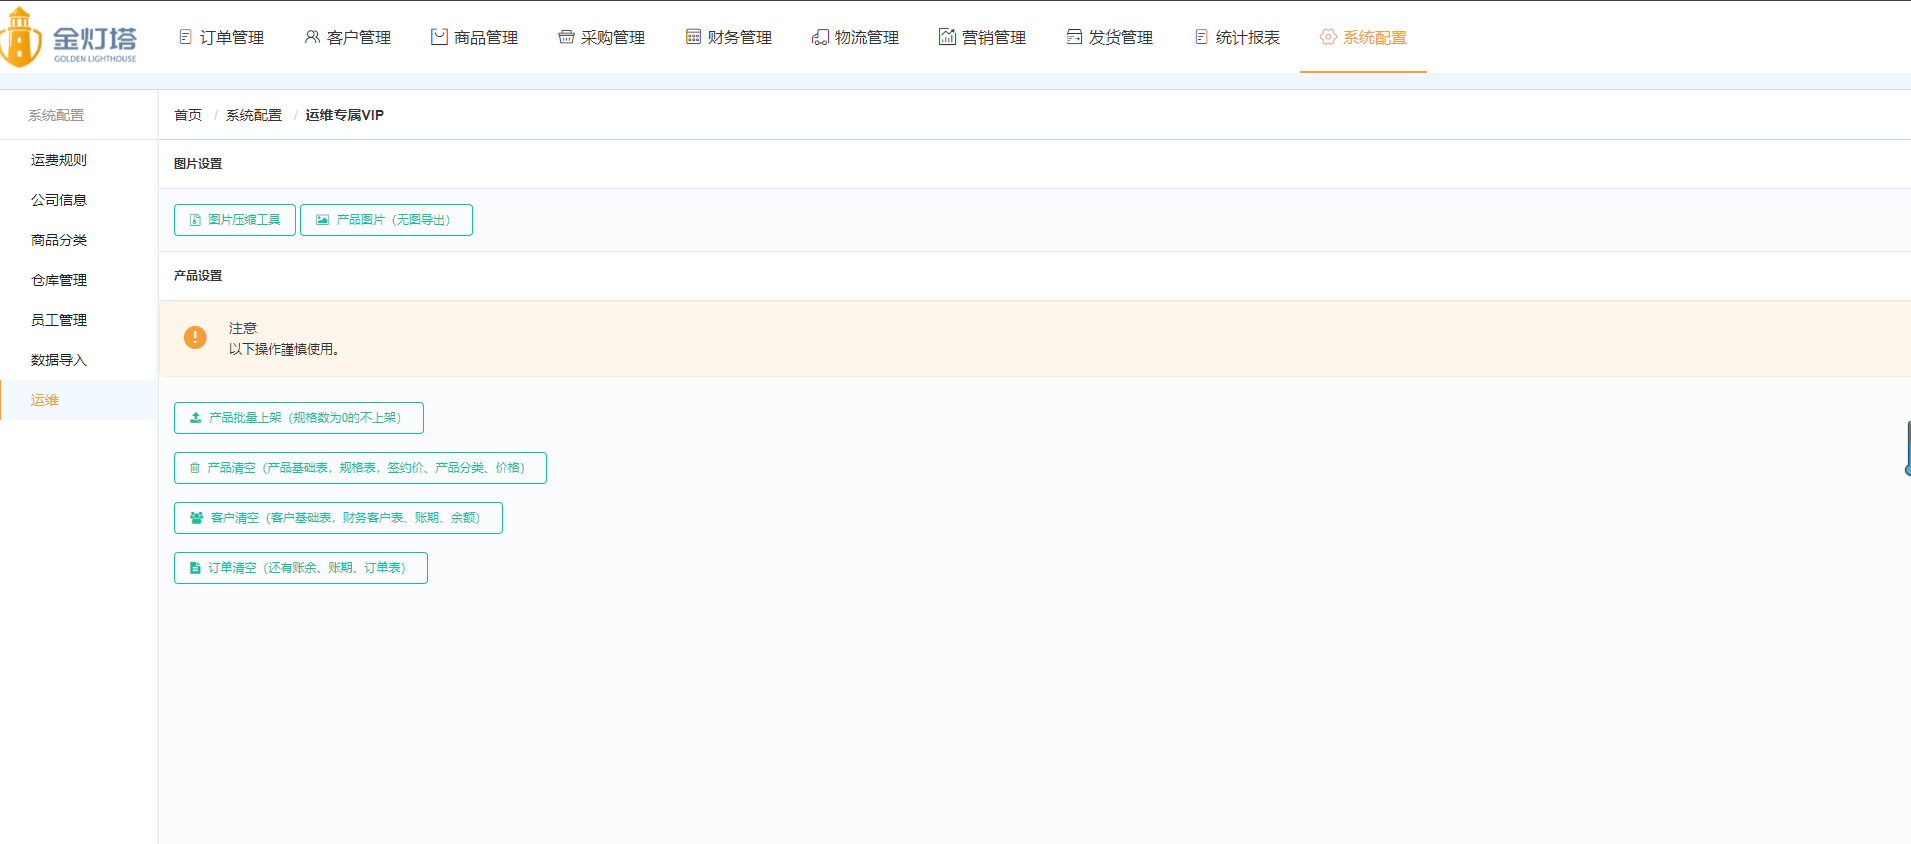 金灯塔
GOLDEN LIGHTHOUSE
订单管理 客户管理 商品管理 采购管理 财务管理 物流管理 营销管理 发货管理 统计报表 系统配置
系统配置
运费规则
公司信息
商品分类
仓库管理
员工管理
数据导入
运维
首页 / 系统配置 / 运维专属VIP
图片设置
图片压缩工具 产品图片（无图导出）
产品设置
注意
以下操作謹慎使用。
产品批量上架（规格数为0的不上架）
产品清空（产品基础表，规格表，签约价、产品分类、价格）
客户清空（客户基础表，财务客户表、账期、余额）
订单清空（还有账余、账期、订单表）